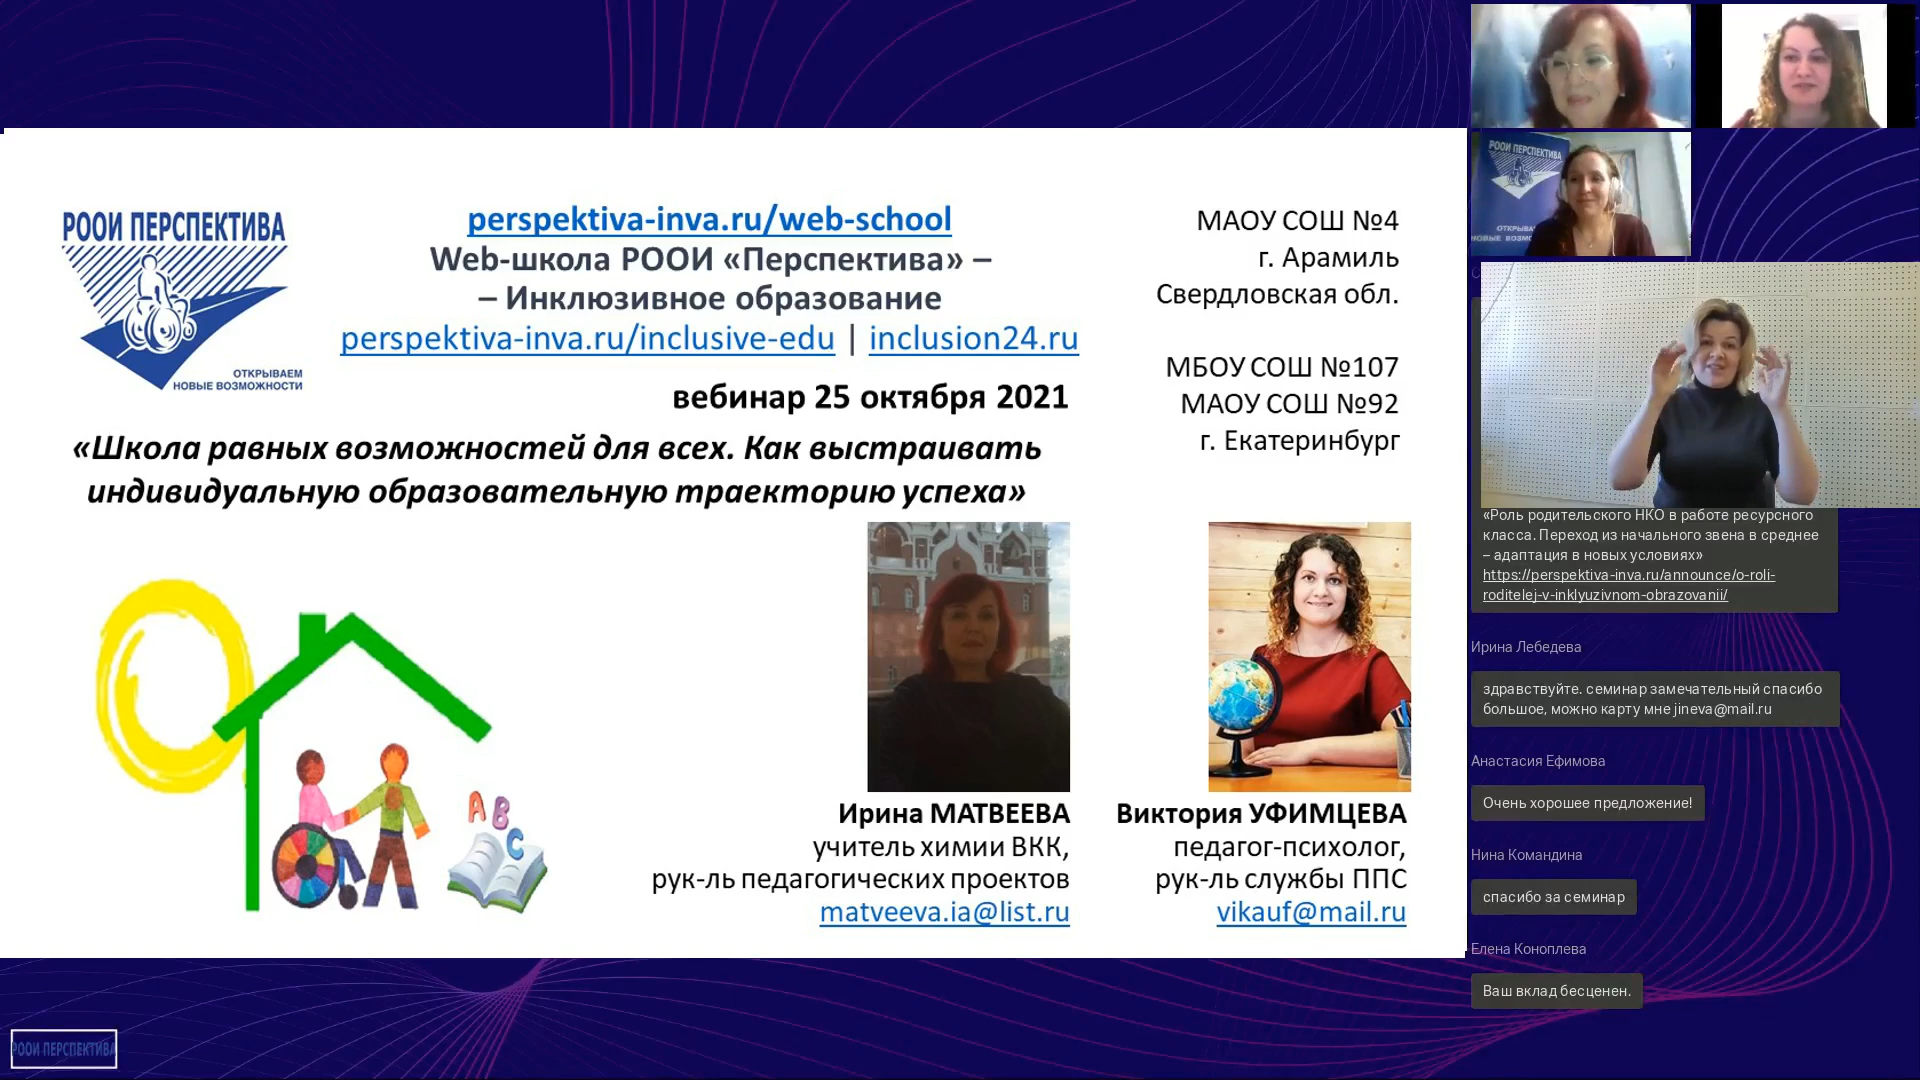 РООИ ПЕРСПЕКТИВА
ОТКРЫВАЕМ
НОВЫЕ ВОЗМОЖНОСТИ
perspektiva-inva.ru/web-school
Web-школа РООИ «Перспектива» –
– Инклюзивное образование
perspektiva-inva.ru/inclusive-edu | inclusion24.ru
вебинар 25 октября 2021
«Школа равных возможностей для всех. Как выстраивать
индивидуальную образовательную траекторию успеха»
МАОУ СОШ №4
г. Арамиль
Свердловская обл.
МБОУ СОШ №107
МАОУ СОШ №92
г. Екатеринбург
A B C
Ирина МАТВЕЕВА
учитель химии ВКК,
рук-ль педагогических проектов
matveeva.ia@list.ru
Виктория УФИМЦЕВА
педагог-психолог,
рук-ль службы ППС
vikauf@mail.ru
РООИ ПЕРСПЕКТИВА
РООИ ПЕРСПЕКТИВА
«Роль родительского НКО в работе ресурсного
класса. Переход из начального звена в среднее
– адаптация в новых условиях»
https://perspektiva-inva.ru/announce/o-roli-
roditelej-v-inklyuzivnom-obrazovanii/
Ирина Лебедева
здравствуйте. семинар замечательный спасибо
большое, можно карту мне jineva@mail.ru
Анастасия Ефимова
Очень хорошее предложение!
Нина Командина
спасибо за семинар
Елена Коноплева
Ваш вклад бесценен.